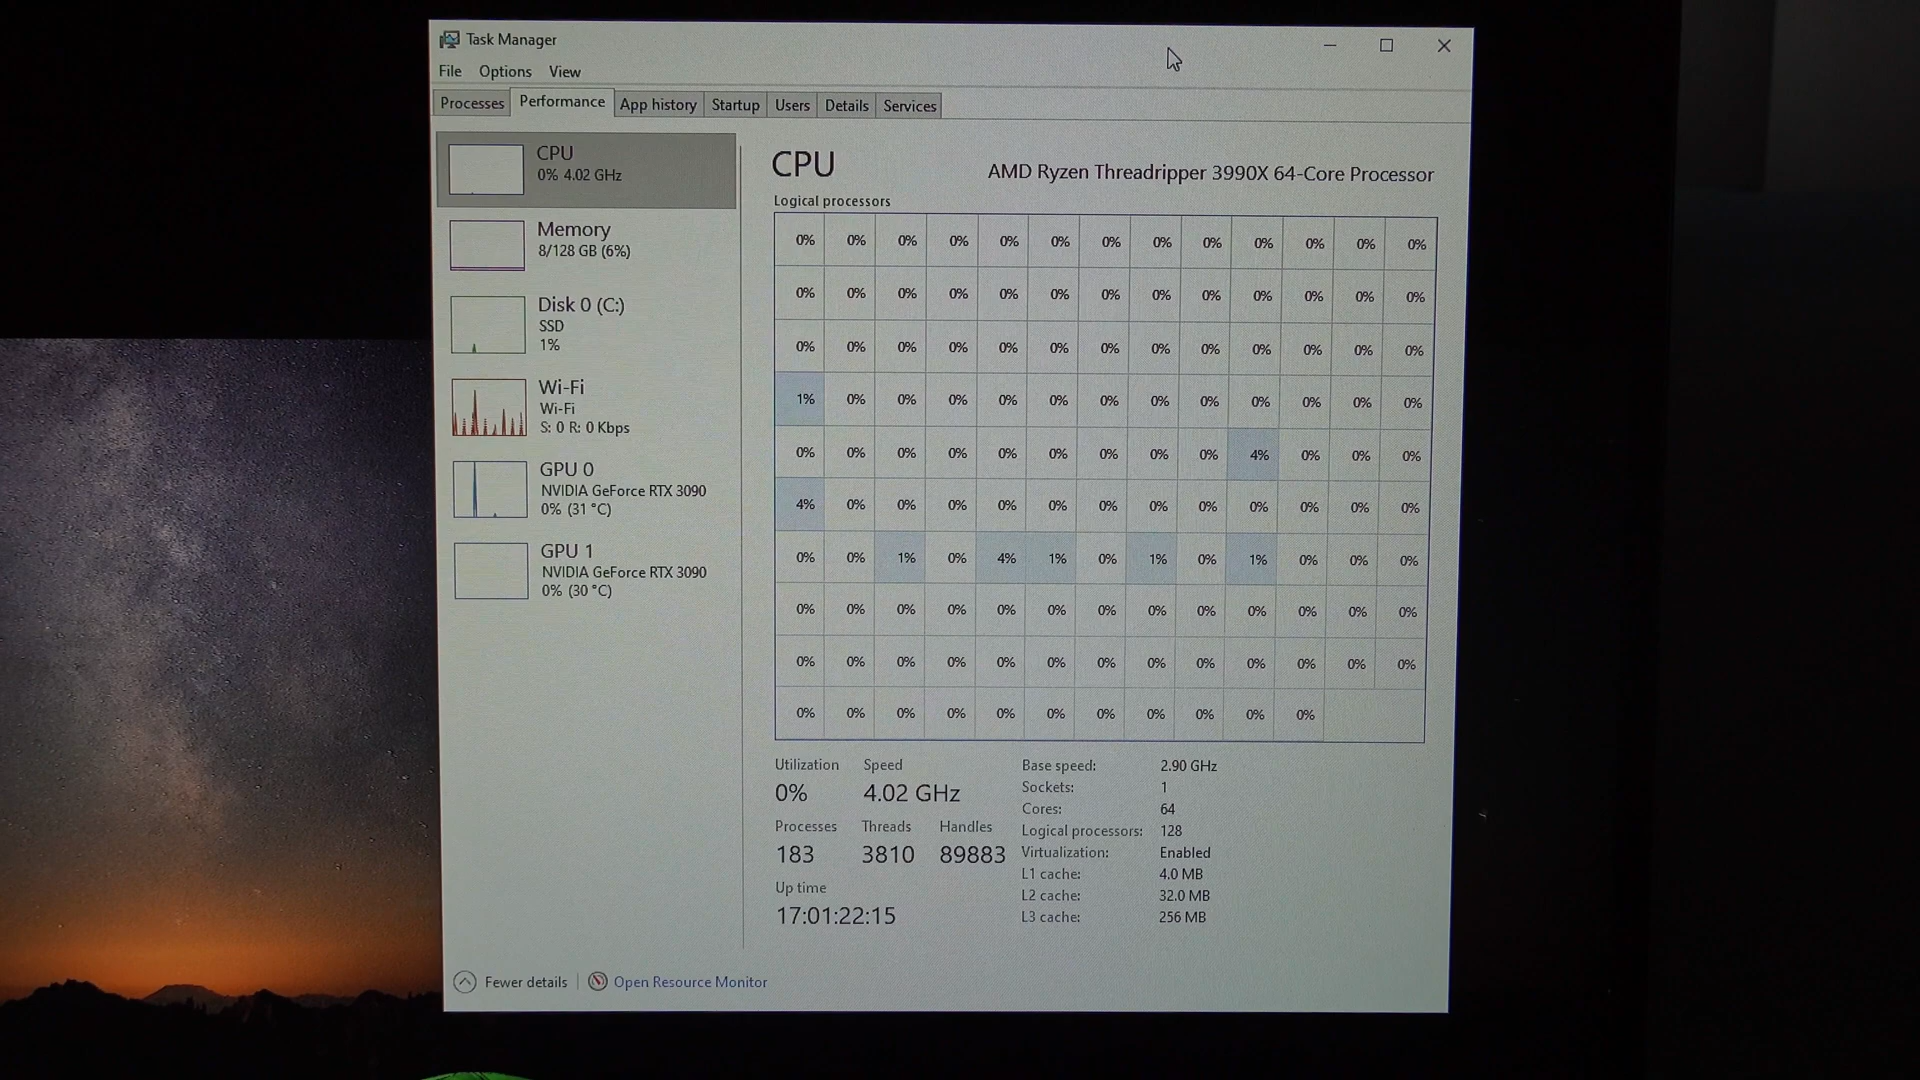 Task Manager
File Options View
Processes Performance App history Startup Users Details Services
CPU
0% 4.02 GHz
Memory
8/128 GB (6%)
Disk 0 (C:)
SSD
1%
Wi-Fi
Wi-Fi
S: 0 R: 0 Kbps
GPU 0
NVIDIA GeForce RTX 3090
0% (31 °C)
GPU 1
NVIDIA GeForce RTX 3090
0% (30 °C)
CPU AMD Ryzen Threadripper 3990X 64-Core Processor
Logical processors
0% 0% 0% 0% 0% 0% 0% 0% 0% 0% 0% 0% 0%
0% 0% 0% 0% 0% 0% 0% 0% 0% 0% 0% 0% 0%
0% 0% 0% 0% 0% 0% 0% 0% 0% 0% 0% 0% 0%
1% 0% 0% 0% 0% 0% 0% 0% 0% 0% 0% 0% 0%
0% 0% 0% 0% 0% 0% 0% 0% 0% 4% 0% 0% 0%
4% 0% 0% 0% 0% 0% 0% 0% 0% 0% 0% 0% 0%
0% 0% 1% 0% 4% 1% 0% 1% 0% 1% 0% 0% 0%
0% 0% 0% 0% 0% 0% 0% 0% 0% 0% 0% 0% 0%
0% 0% 0% 0% 0% 0% 0% 0% 0% 0% 0% 0% 0%
0% 0% 0% 0% 0% 0% 0% 0% 0% 0% 0%
Utilization Speed
0% 4.02 GHz
Processes Threads Handles
183 3810 89883
Up time
17:01:22:15
Base speed: 2.90 GHz
Sockets: 1
Cores: 64
Logical processors: 128
Virtualization: Enabled
L1 cache: 4.0 MB
L2 cache: 32.0 MB
L3 cache: 256 MB
Fewer details Open Resource Monitor